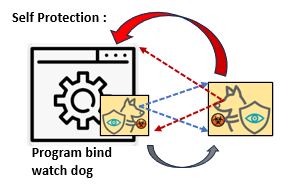 Self Protection :
Program bind
watch dog